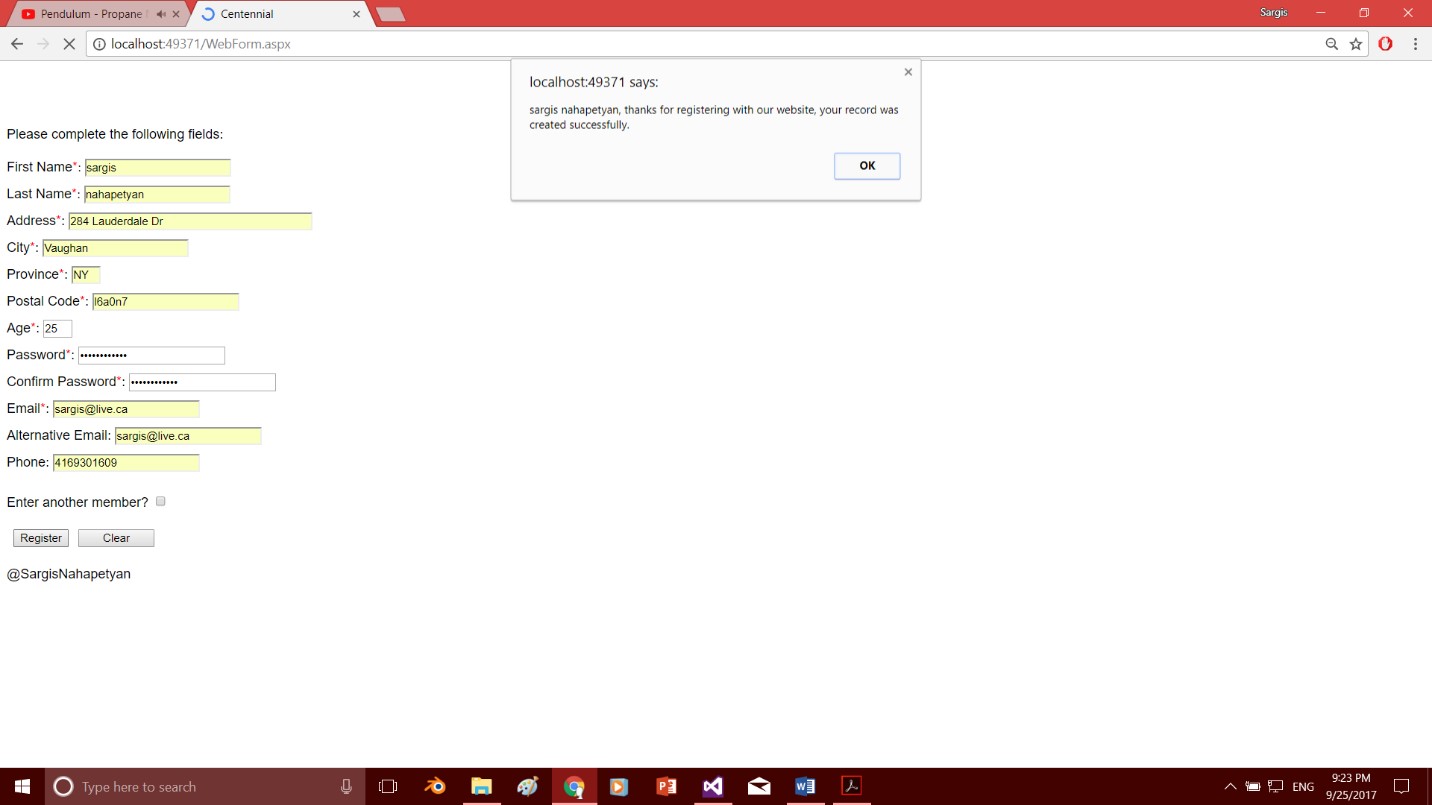 Pendulum - Propane
Centennial
Sargis
localhost:49371/WebForm.aspx
localhost:49371 says:
sargis nahapetyan, thanks for registering with our website, your record was
created successfully.
OK
Please complete the following fields:
First Name*: sargis
Last Name*: nahapetyan
Address*: 284 Lauderdale Dr
City*: Vaughan
Province*: NY
Postal Code*: l6a0n7
Age*: 25
Password*: ••••••••••••
Confirm Password*: ••••••••••••
Email*: sargis@live.ca
Alternative Email: sargis@live.ca
Phone: 4169301609
Enter another member?
Register Clear
@SargisNahapetyan
Type here to search
ENG
9:23 PM
9/25/2017